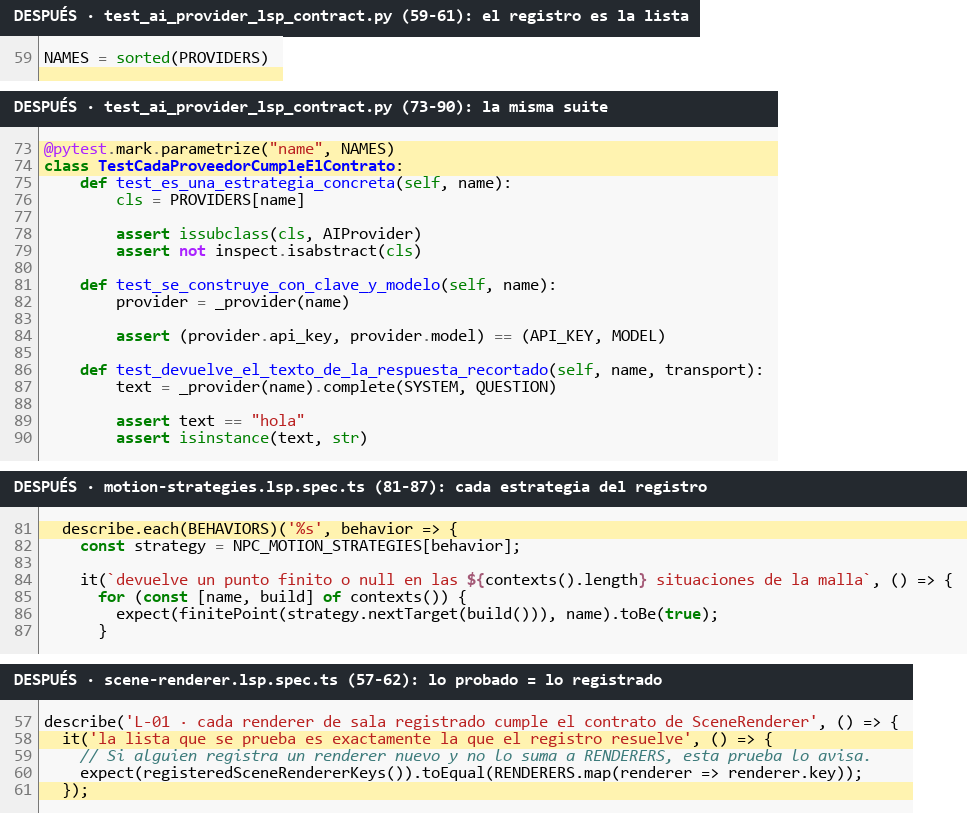 DESPUÉS · test_ai_provider_lsp_contract.py (59-61): el registro es la lista
59 NAMES = sorted(PROVIDERS)
DESPUÉS · test_ai_provider_lsp_contract.py (73-90): la misma suite
73 @pytest.mark.parametrize("name", NAMES)
74 class TestCadaProveedorCumpleElContrato:
75     def test_es_una_estrategia_concreta(self, name):
76         cls = PROVIDERS[name]
77
78         assert issubclass(cls, AIProvider)
79         assert not inspect.isabstract(cls)
80
81     def test_se_construye_con_clave_y_modelo(self, name):
82         provider = _provider(name)
83
84         assert (provider.api_key, provider.model) == (API_KEY, MODEL)
85
86     def test_devuelve_el_texto_de_la_respuesta_recortado(self, name, transport):
87         text = _provider(name).complete(SYSTEM, QUESTION)
88
89         assert text == "hola"
90         assert isinstance(text, str)
DESPUÉS · motion-strategies.lsp.spec.ts (81-87): cada estrategia del registro
81   describe.each(BEHAVIORS)('%s', behavior => {
82     const strategy = NPC_MOTION_STRATEGIES[behavior];
83
84     it(`devuelve un punto finito o null en las ${contexts().length} situaciones de la malla`, () => {
85       for (const [name, build] of contexts()) {
86         expect(finitePoint(strategy.nextTarget(build())), name).toBe(true);
87       }
DESPUÉS · scene-renderer.lsp.spec.ts (57-62): lo probado = lo registrado
57 describe('L-01 · cada renderer de sala registrado cumple el contrato de SceneRenderer', () => {
58   it('la lista que se prueba es exactamente la que el registro resuelve', () => {
59     // Si alguien registra un renderer nuevo y no lo suma a RENDERERS, esta prueba lo avisa.
60     expect(registeredSceneRendererKeys()).toEqual(RENDERERS.map(renderer => renderer.key));
61   });